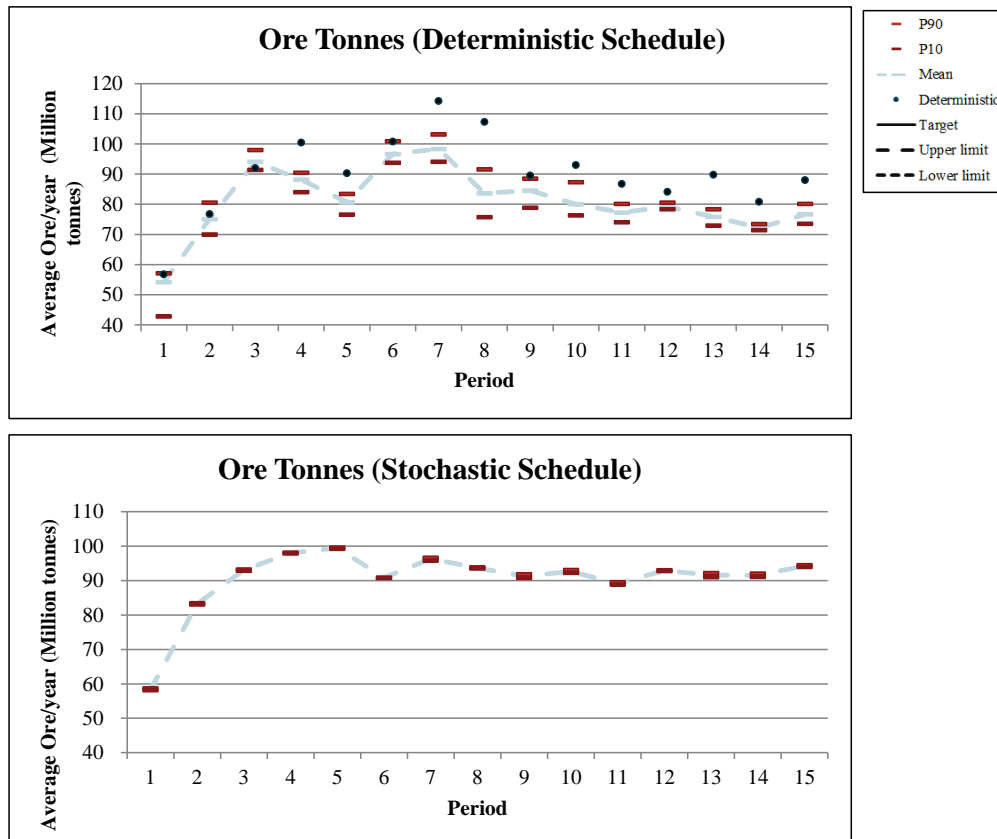 Ore Tonnes (Deterministic Schedule)
Average Ore/year (Million
tonnes)
120
110
100
90
80
70
60
50
40
1 2 3 4 5 6 7 8 9 10 11 12 13 14 15
Period
P90
P10
Mean
Deterministic
Target
Upper limit
Lower limit
Ore Tonnes (Stochastic Schedule)
Average Ore/year (Million tonnes)
110
100
90
80
70
60
50
40
1 2 3 4 5 6 7 8 9 10 11 12 13 14 15
Period